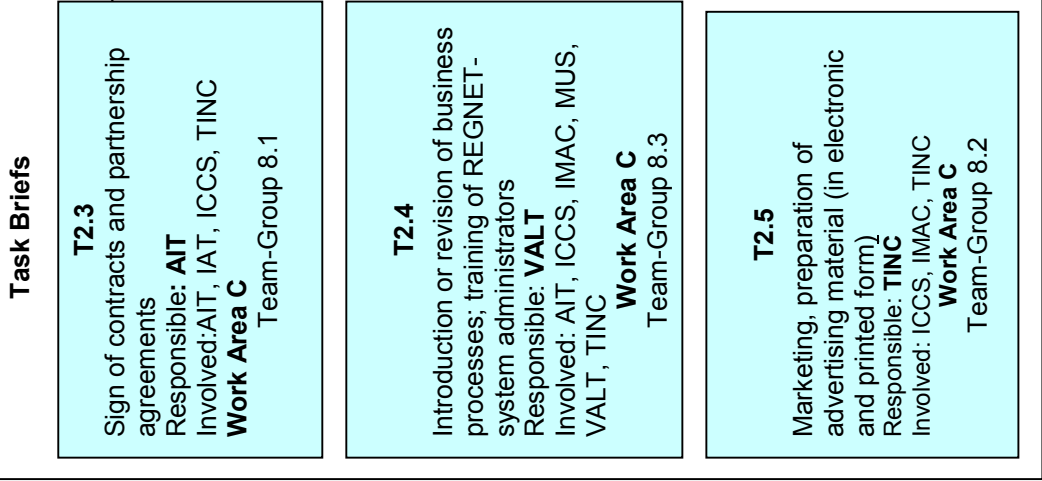 Task Briefs
T2.3
Sign of contracts and partnership
agreements
Responsible: AIT
Involved:AIT, IAT, ICCS, TINC
Work Area C
Team-Group 8.1
T2.4
Introduction or revision of business
processes; training of REGNET-
system administrators
Responsible: VALT
Involved: AIT, ICCS, IMAC, MUS,
VALT, TINC
Work Area C
Team-Group 8.3
T2.5
Marketing, preparation of
advertising material (in electronic
and printed form)
Responsible: TINC
Involved: ICCS, IMAC, TINC
Work Area C
Team-Group 8.2